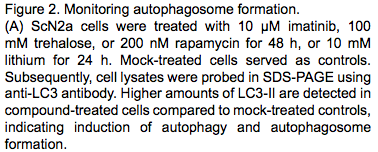 Figure 2. Monitoring autophagosome formation.
(A) ScN2a cells were treated with 10 µM imatinib, 100
mM trehalose, or 200 nM rapamycin for 48 h, or 10 mM
lithium for 24 h. Mock-treated cells served as controls.
Subsequently, cell lysates were probed in SDS-PAGE using
anti-LC3 antibody. Higher amounts of LC3-II are detected in
compound-treated cells compared to mock-treated controls,
indicating induction of autophagy and autophagosome
formation.